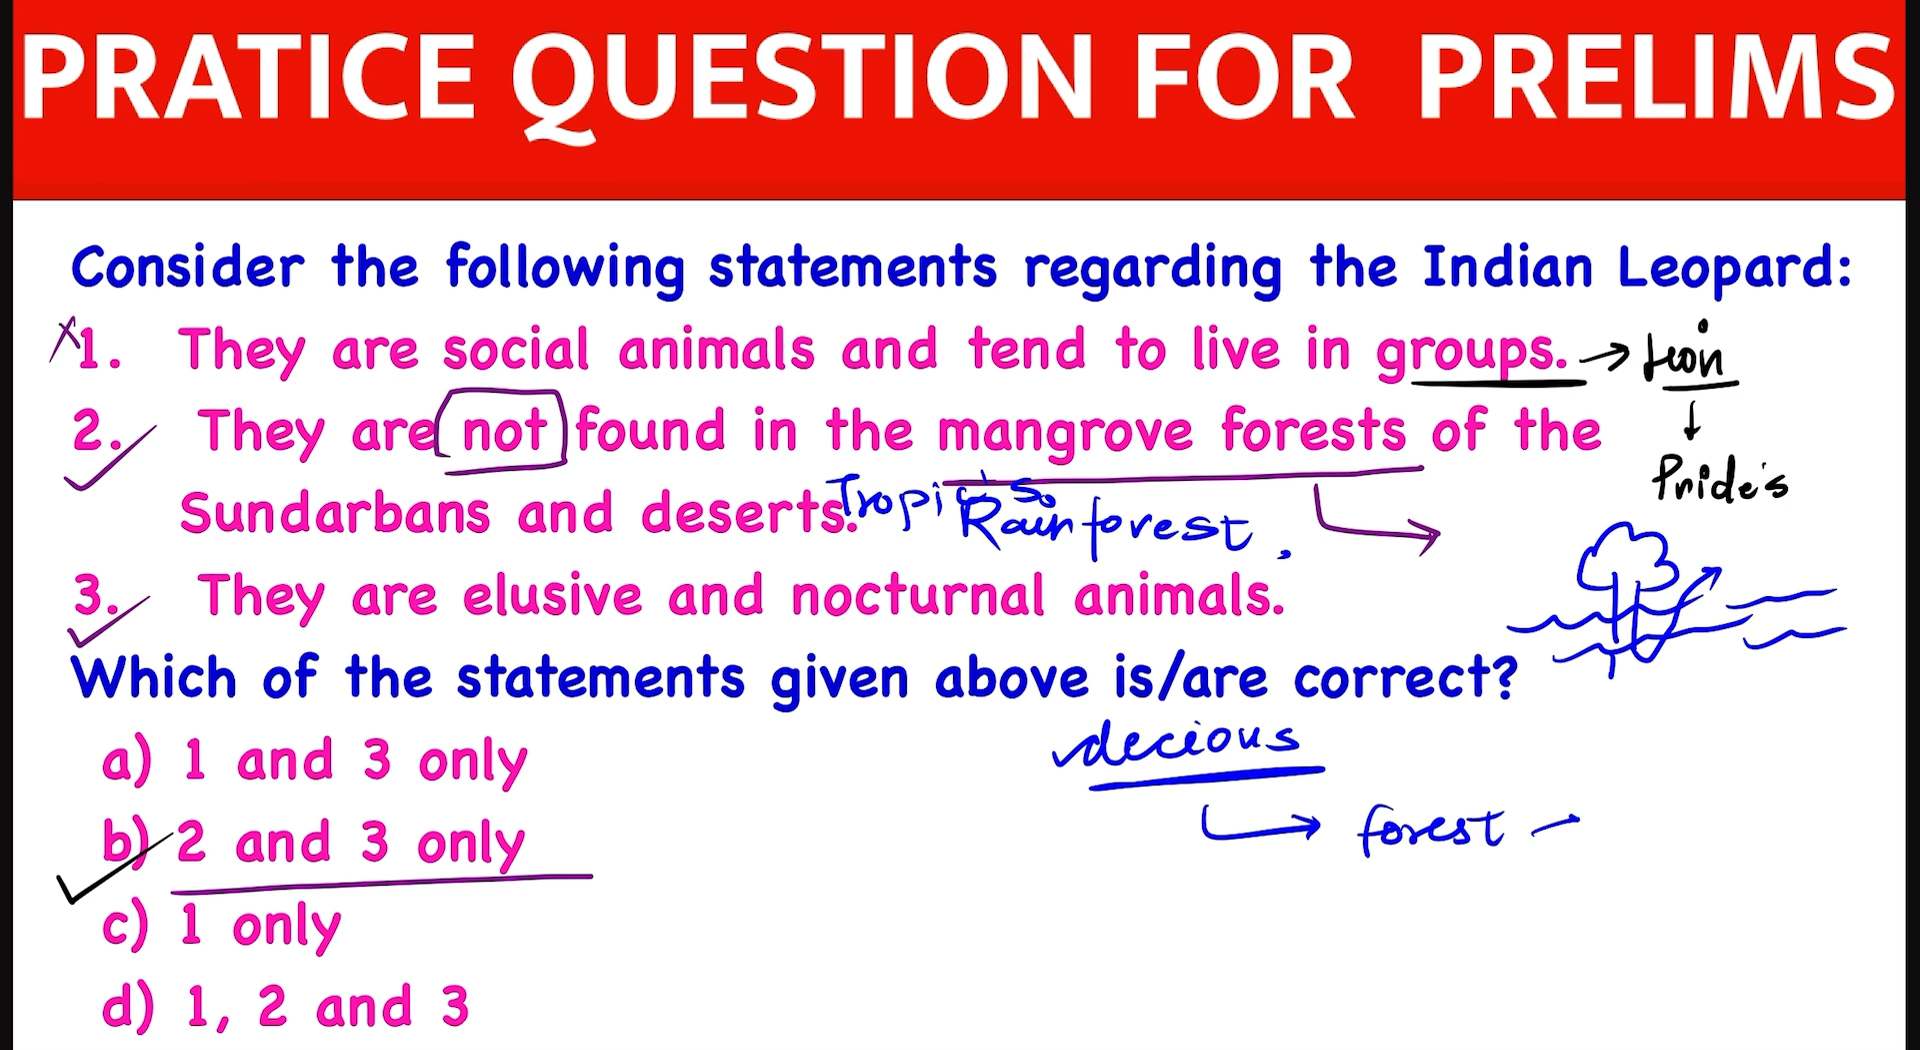 PRATICE QUESTION FOR PRELIMS
Consider the following statements regarding the Indian Leopard:
1. They are social animals and tend to live in groups. → Lion
2. They are not found in the mangrove forests of the
Pride's
Sundarbans and deserts.
Tropics
Rainforest.
3. They are elusive and nocturnal animals.
Which of the statements given above is/are correct?
decious
a) 1 and 3 only
forest -
b) 2 and 3 only
c) 1 only
d) 1, 2 and 3